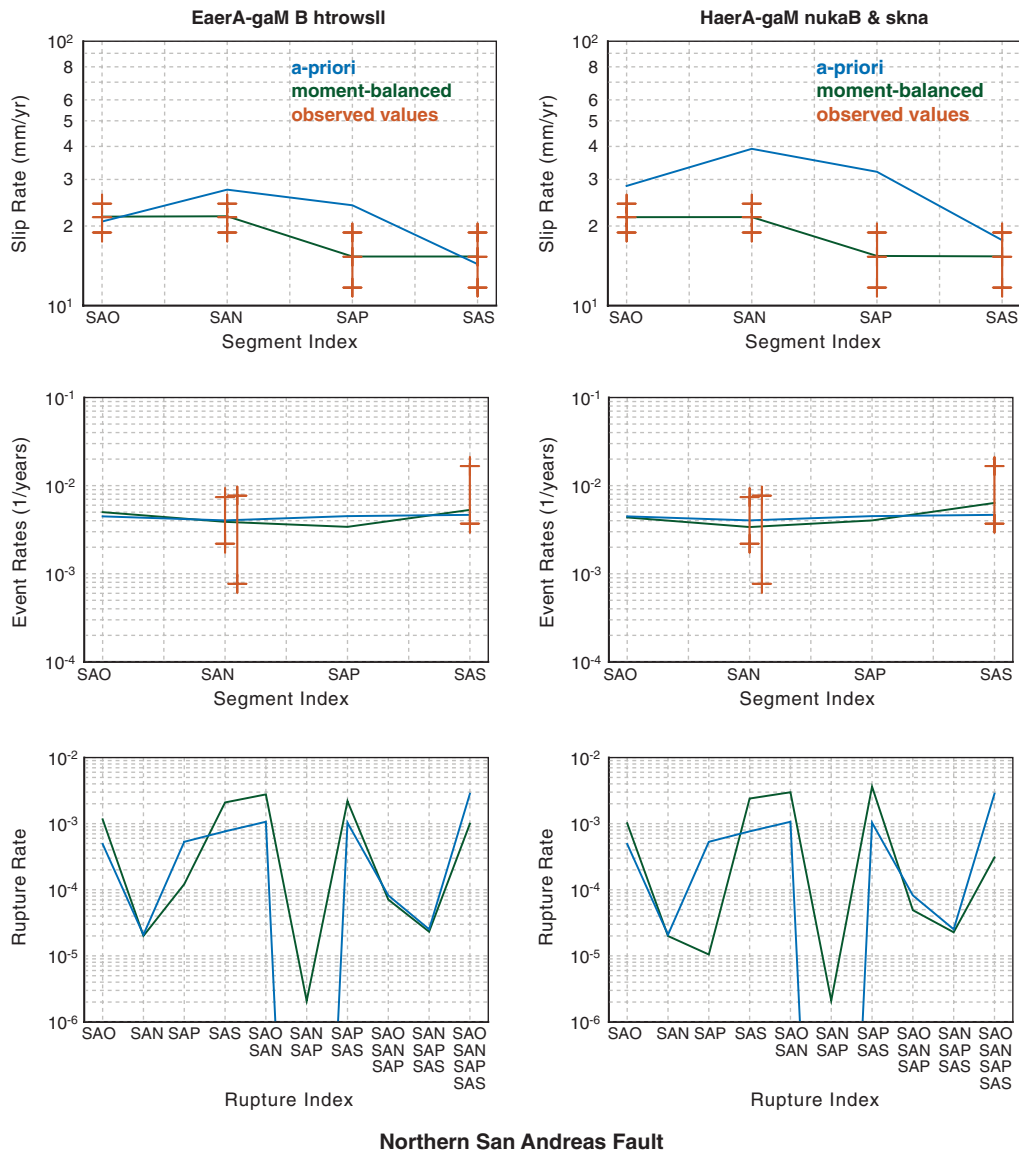 EaerA-gaM B htrowsll
HaerA-gaM nukaB & skna
10²
8
6
5
4
3
2
10¹
Slip Rate (mm/yr)
a-priori
moment-balanced
observed values
SAO SAN SAP SAS
Segment Index
10²
8
6
5
4
3
2
10¹
Slip Rate (mm/yr)
a-priori
moment-balanced
observed values
SAO SAN SAP SAS
Segment Index
10⁻¹
10⁻²
10⁻³
10⁻⁴
Event Rates (1/years)
SAO SAN SAP SAS
Segment Index
10⁻¹
10⁻²
10⁻³
10⁻⁴
Event Rates (1/years)
SAO SAN SAP SAS
Segment Index
10⁻²
10⁻³
10⁻⁴
10⁻⁵
10⁻⁶
Rupture Rate
SAO SAN SAP SAS SAO SAN SAP SAO SAN SAO
SAN SAP SAS SAN SAP SAN
SAP SAS SAP
SAS
Rupture Index
10⁻²
10⁻³
10⁻⁴
10⁻⁵
10⁻⁶
Rupture Rate
SAO SAN SAP SAS SAO SAN SAP SAO SAN SAO
SAN SAP SAS SAN SAP SAN
SAP SAS SAP
SAS
Rupture Index
Northern San Andreas Fault